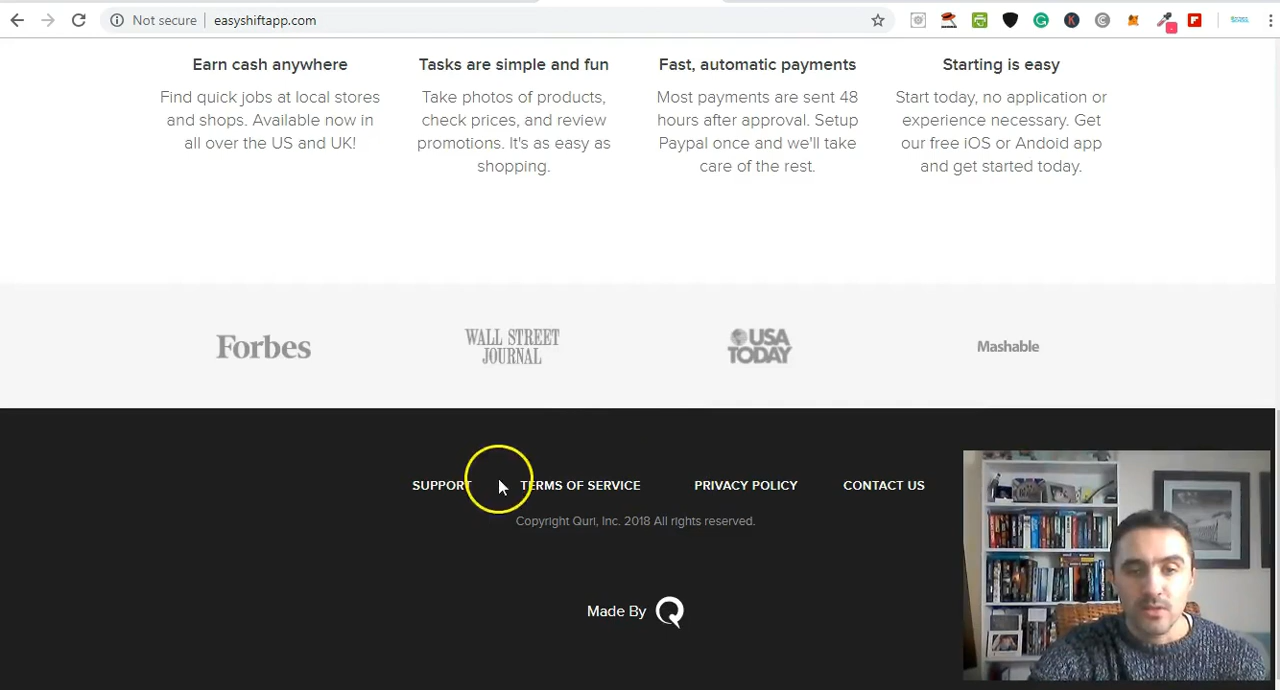 Not secure easyshiftapp.com
Earn cash anywhere
Find quick jobs at local stores
and shops. Available now in
all over the US and UK!
Tasks are simple and fun
Take photos of products,
check prices, and review
promotions. It's as easy as
shopping.
Fast, automatic payments
Most payments are sent 48
hours after approval. Setup
Paypal once and we'll take
care of the rest.
Starting is easy
Start today, no application or
experience necessary. Get
our free iOS or Andoid app
and get started today.
Forbes
WALL STREET
JOURNAL
USA
TODAY
Mashable
SUPPORT TERMS OF SERVICE PRIVACY POLICY CONTACT US
Copyright Quri, Inc. 2018 All rights reserved.
Made By